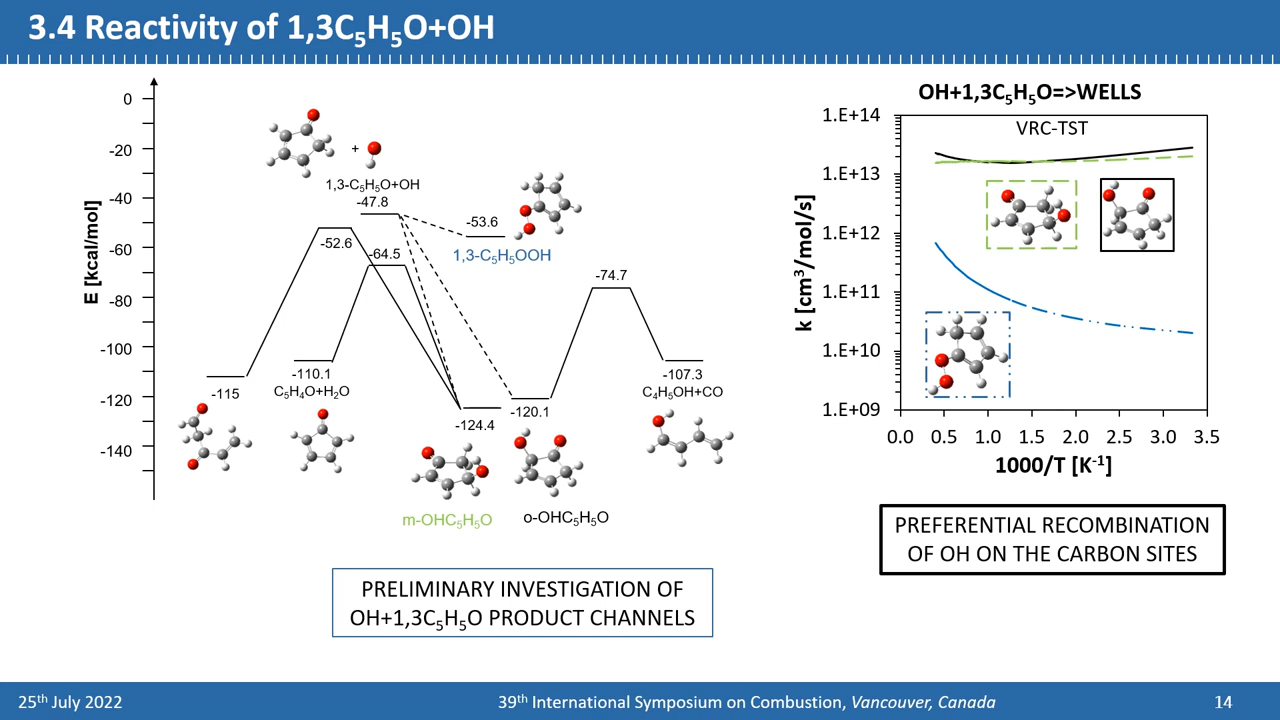 3.4 Reactivity of 1,3C₅H₅O+OH
E [kcal/mol]
0
-20
-40
-60
-80
-100
-120
-140
+
1,3-C₅H₅O+OH
-47.8
-53.6
1,3-C₅H₅OOH
-52.6
-64.5
-74.7
-115
-110.1
C₅H₄O+H₂O
-124.4
-120.1
-107.3
C₄H₅OH+CO
m-OHC₅H₅O
o-OHC₅H₅O
PRELIMINARY INVESTIGATION OF
OH+1,3C₅H₅O PRODUCT CHANNELS
OH+1,3C₅H₅O=>WELLS
VRC-TST
k [cm³/mol/s]
1.E+14
1.E+13
1.E+12
1.E+11
1.E+10
1.E+09
0.0 0.5 1.0 1.5 2.0 2.5 3.0 3.5
1000/T [K⁻¹]
PREFERENTIAL RECOMBINATION
OF OH ON THE CARBON SITES
25th July 2022
39th International Symposium on Combustion, Vancouver, Canada
14